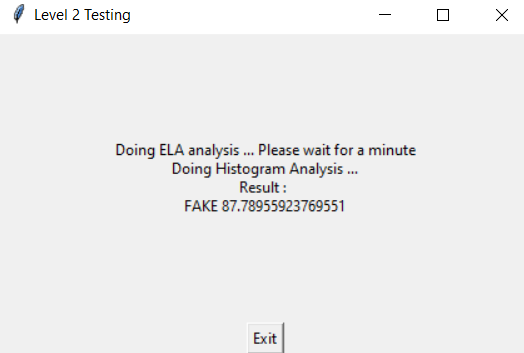 Level 2 Testing
Doing ELA analysis ... Please wait for a minute
Doing Histogram Analysis ...
Result :
FAKE 87.78955923769551
Exit